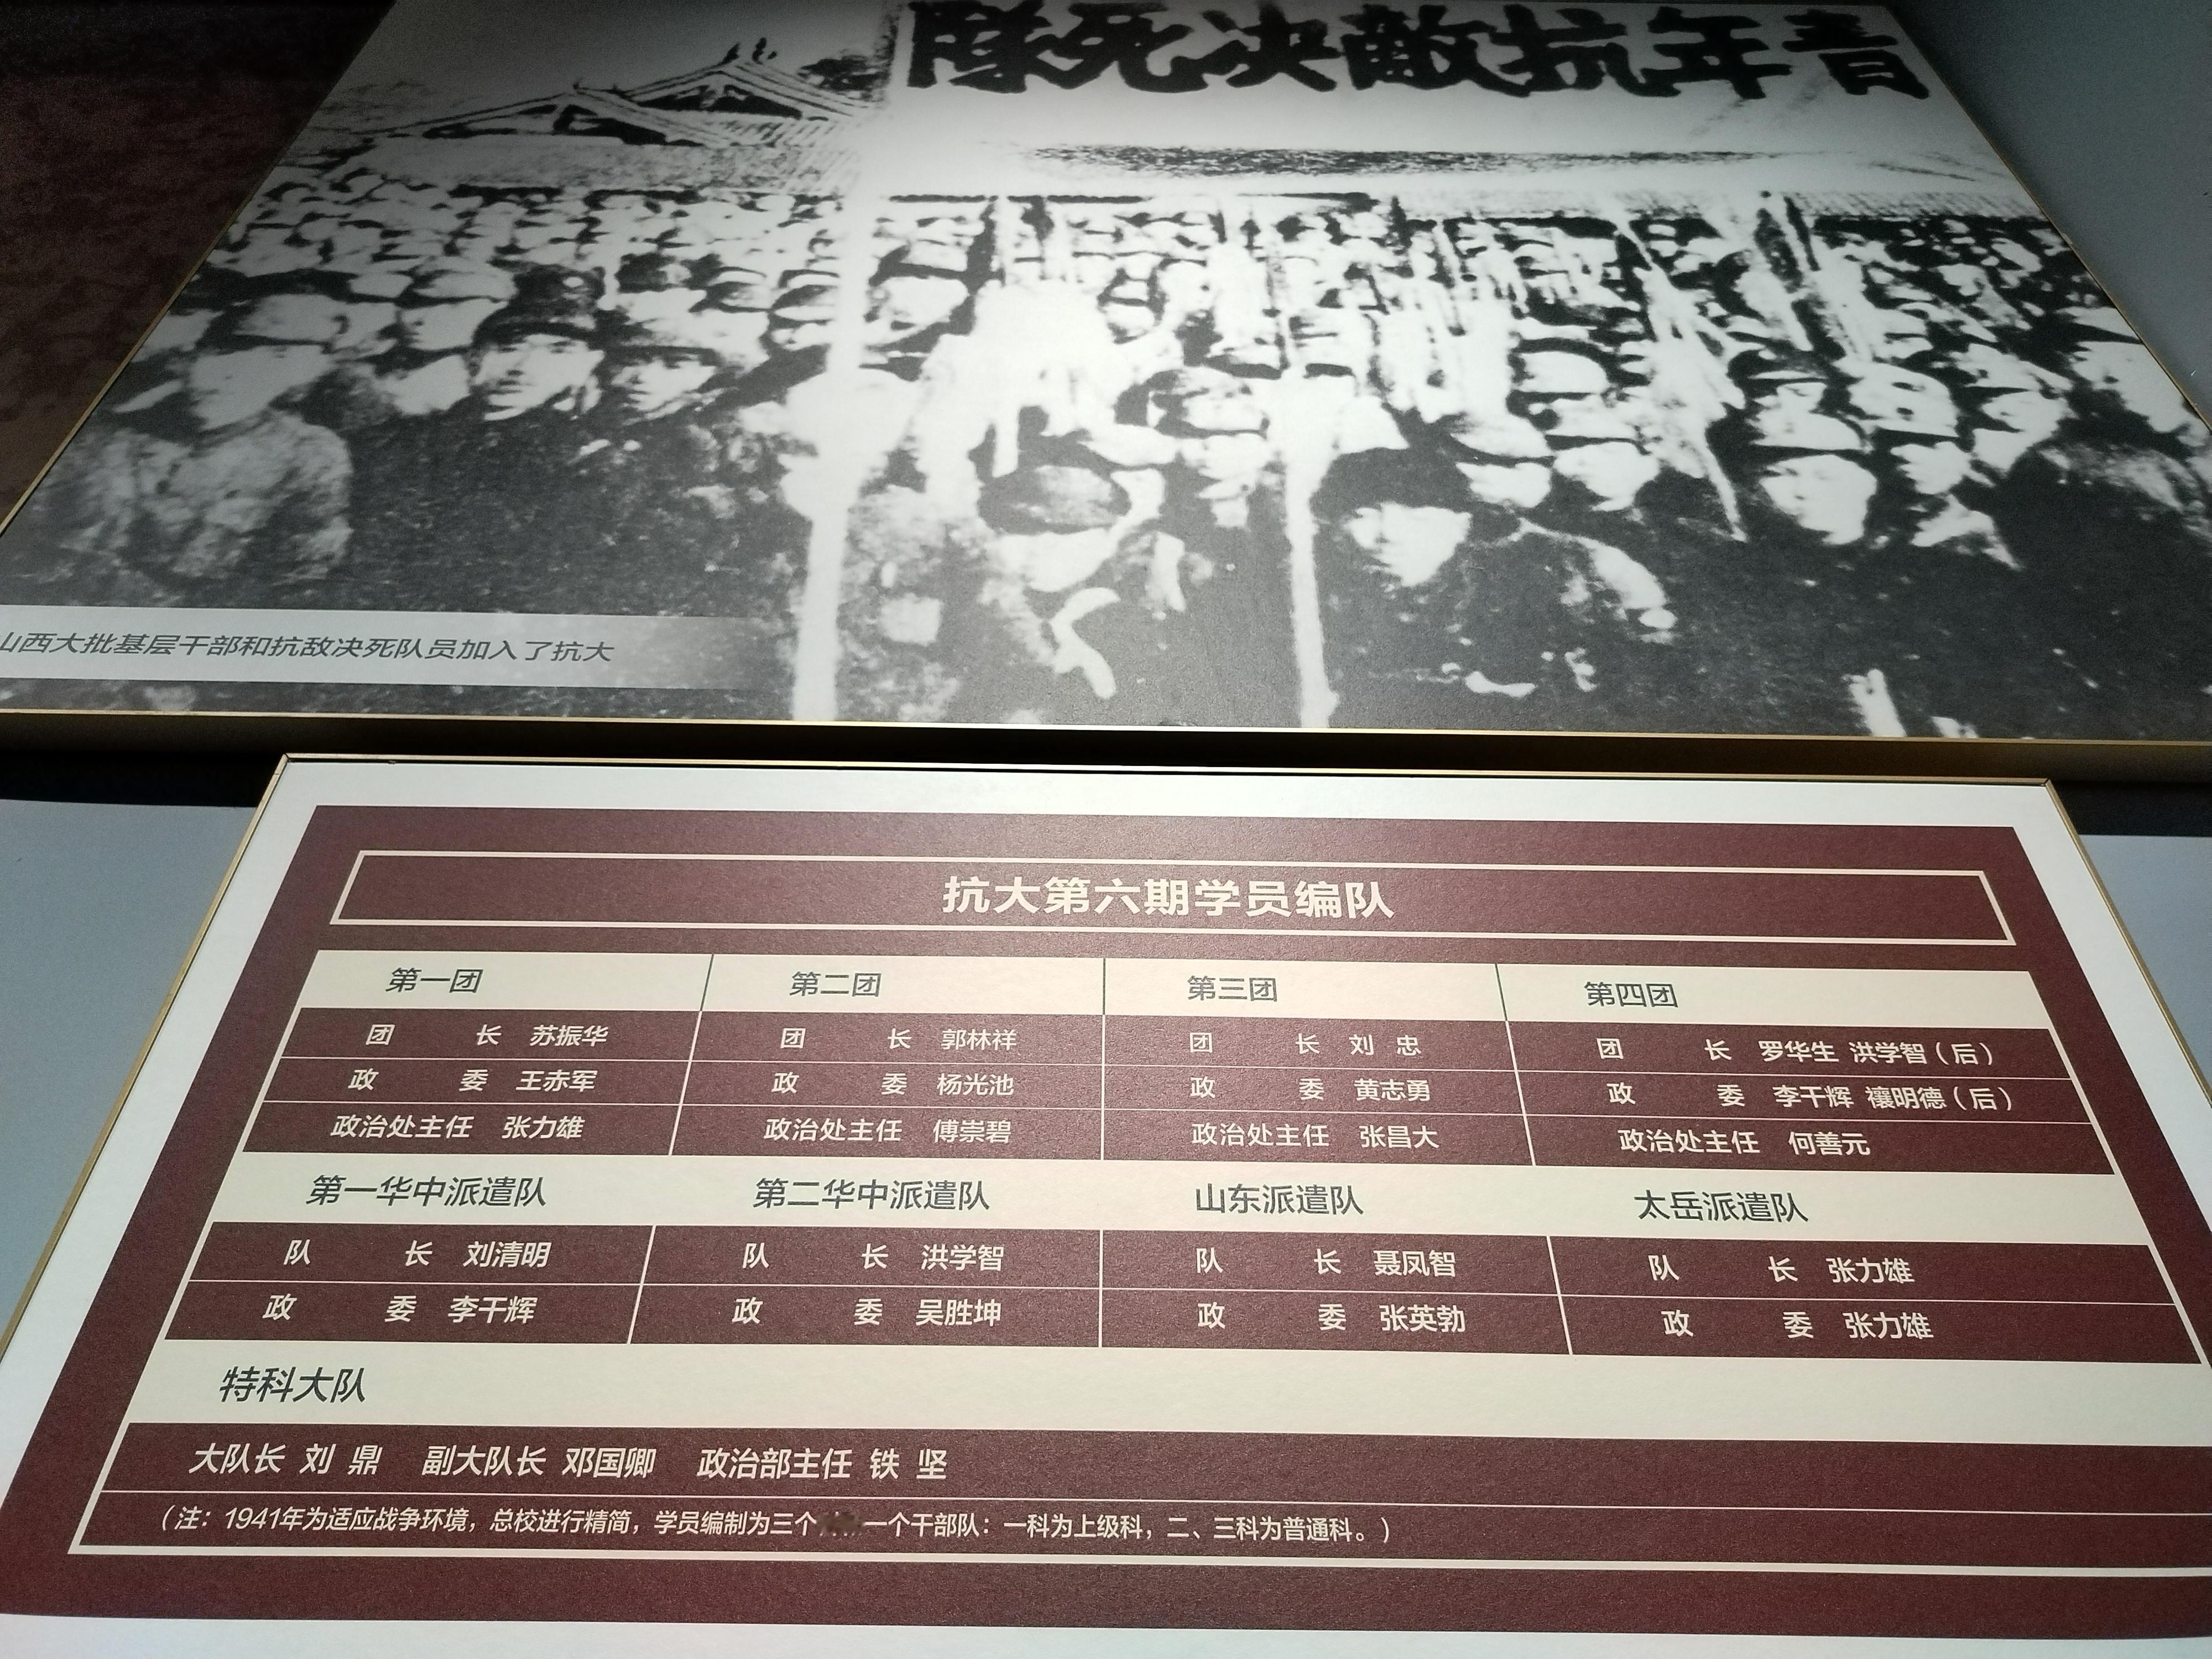 青年抗敵决死隊
山西大批基层干部和抗敌决死队员加入了抗大
抗大第六期学员编队
第一团 第二团 第三团 第四团
团长 苏振华 团长 郭林祥 团长 刘忠 团长 罗华生 洪学智（后）
政委 王赤军 政委 杨光池 政委 黄志勇 政委 李干辉 禳明德（后）
政治处主任 张力雄 政治处主任 傅崇碧 政治处主任 张昌大 政治处主任 何善元
第一华中派遣队 第二华中派遣队 山东派遣队 太岳派遣队
队长 刘清明 队长 洪学智 队长 聂凤智 队长 张力雄
政委 李干辉 政委 吴胜坤 政委 张英勃 政委 张力雄
特科大队
大队长 刘鼎 副大队长 邓国卿 政治部主任 铁坚
（注：1941年为适应战争环境，总校进行精简，学员编制为三个 一个干部队：一科为上级科，二、三科为普通科。）